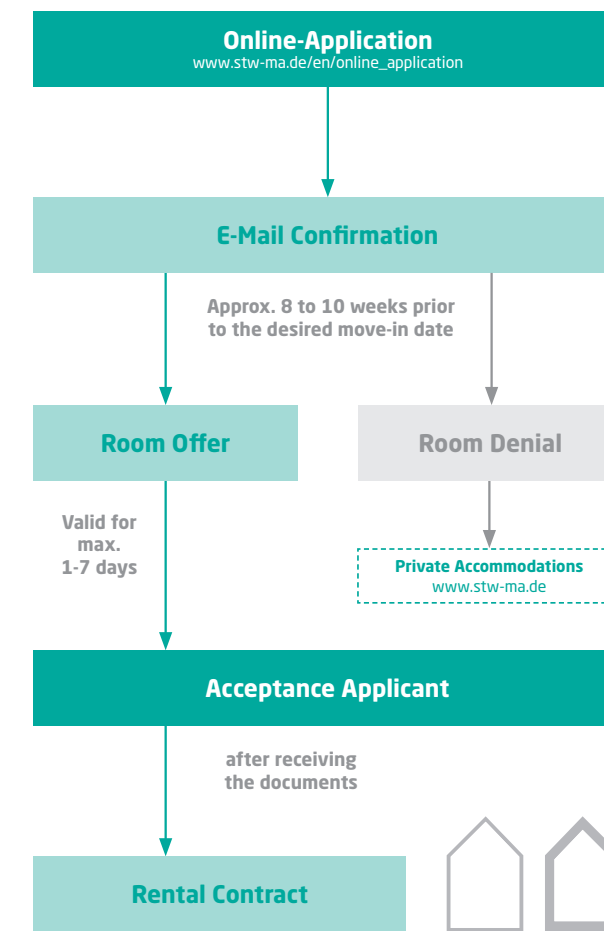 Online-Application
www.stw-ma.de/en/online_application
E-Mail Confirmation
Approx. 8 to 10 weeks prior
to the desired move-in date
Room Offer
Room Denial
Valid for
max.
1-7 days
Private Accommodations
www.stw-ma.de
Acceptance Applicant
after receiving
the documents
Rental Contract